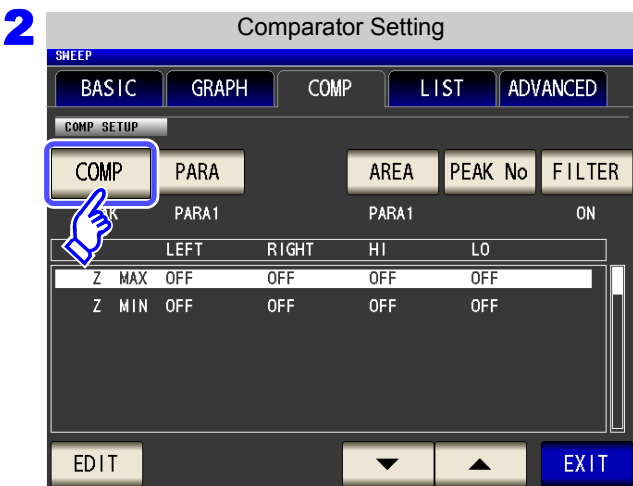 2
Comparator Setting
SWEEP
BASIC GRAPH COMP LIST ADVANCED
COMP SETUP
COMP PARA AREA PEAK No FILTER
PARA1 PARA1 ON
LEFT RIGHT HI LO
Z MAX OFF OFF OFF OFF
Z MIN OFF OFF OFF OFF
EDIT EXIT